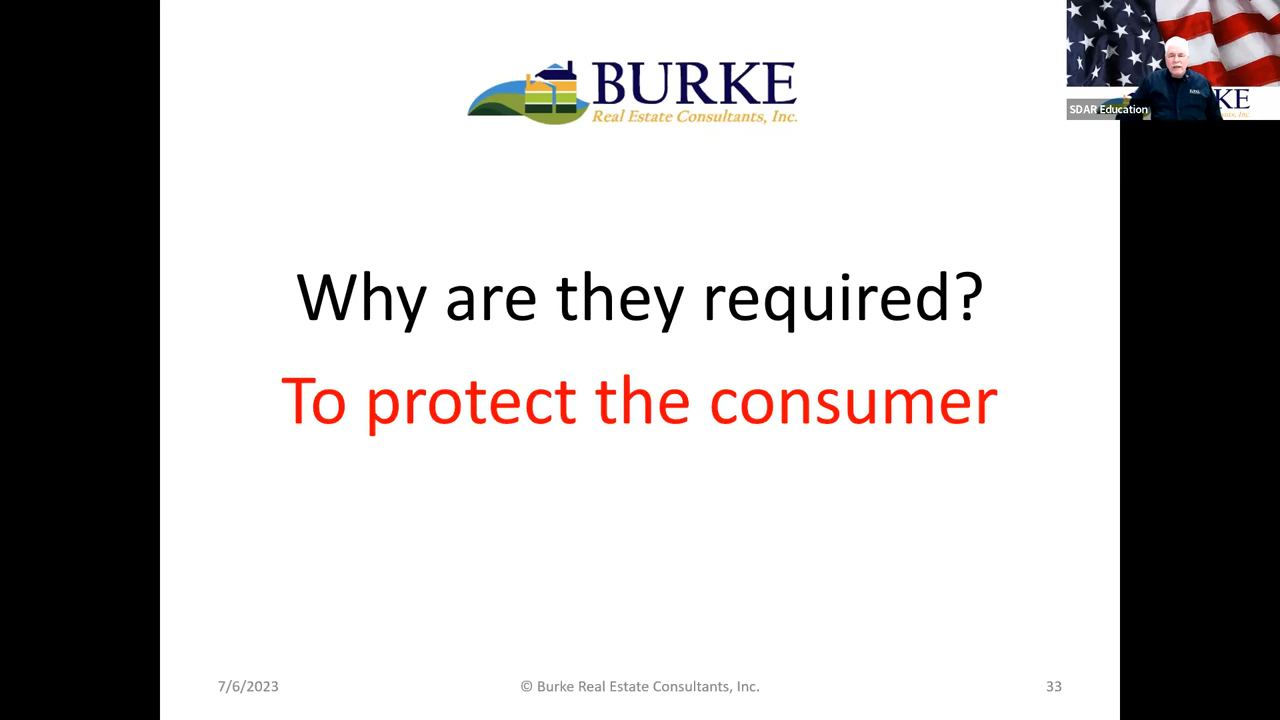 BURKE
Real Estate Consultants, Inc.
SDAR Education
KE
Why are they required?
To protect the consumer
7/6/2023
© Burke Real Estate Consultants, Inc.
33